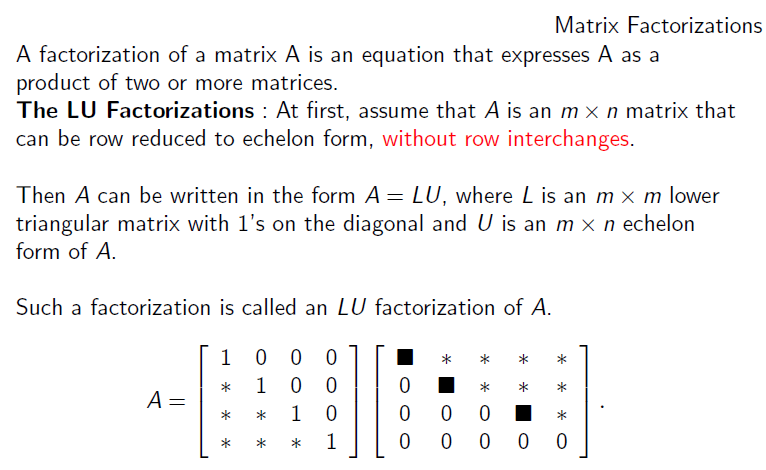 Matrix Factorizations
A factorization of a matrix A is an equation that expresses A as a
product of two or more matrices.
The LU Factorizations : At first, assume that A is an m × n matrix that
can be row reduced to echelon form, without row interchanges.
Then A can be written in the form A = LU, where L is an m × m lower
triangular matrix with 1's on the diagonal and U is an m × n echelon
form of A.
Such a factorization is called an LU factorization of A.
1 0 0 0 ■ * * * *
* 1 0 0 0 ■ * * *
A =
* * 1 0 0 0 0 ■ * .
* * * 1 0 0 0 0 0